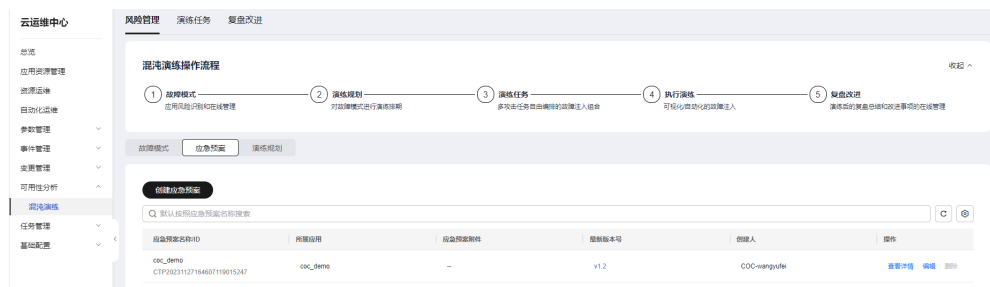 云运维中心
风险管理 演练任务 复盘改进
总览
应用资源管理
资源运维
自动化运维
参数管理
事件管理
变更管理
可用性分析
混沌演练
任务管理
基础配置
混沌演练操作流程
收起
1 故障模式
应用风险识别和在线管理
2 演练规划
对故障模式进行演练排期
3 演练任务
多攻击任务自由编排的故障注入组合
4 执行演练
可视化/自动化的故障注入
5 复盘改进
演练后的复盘总结和改进事项的在线管理
故障模式 应急预案 演练规划
创建应急预案
默认按照应急预案名称搜索
应急预案名称/ID 所属应用 应急预案附件 最新版本号 创建人 操作
coc_demo
CTP20231127164607119015247
coc_demo -- v1.2 COC-wangyufei 查看详情 编辑 删除